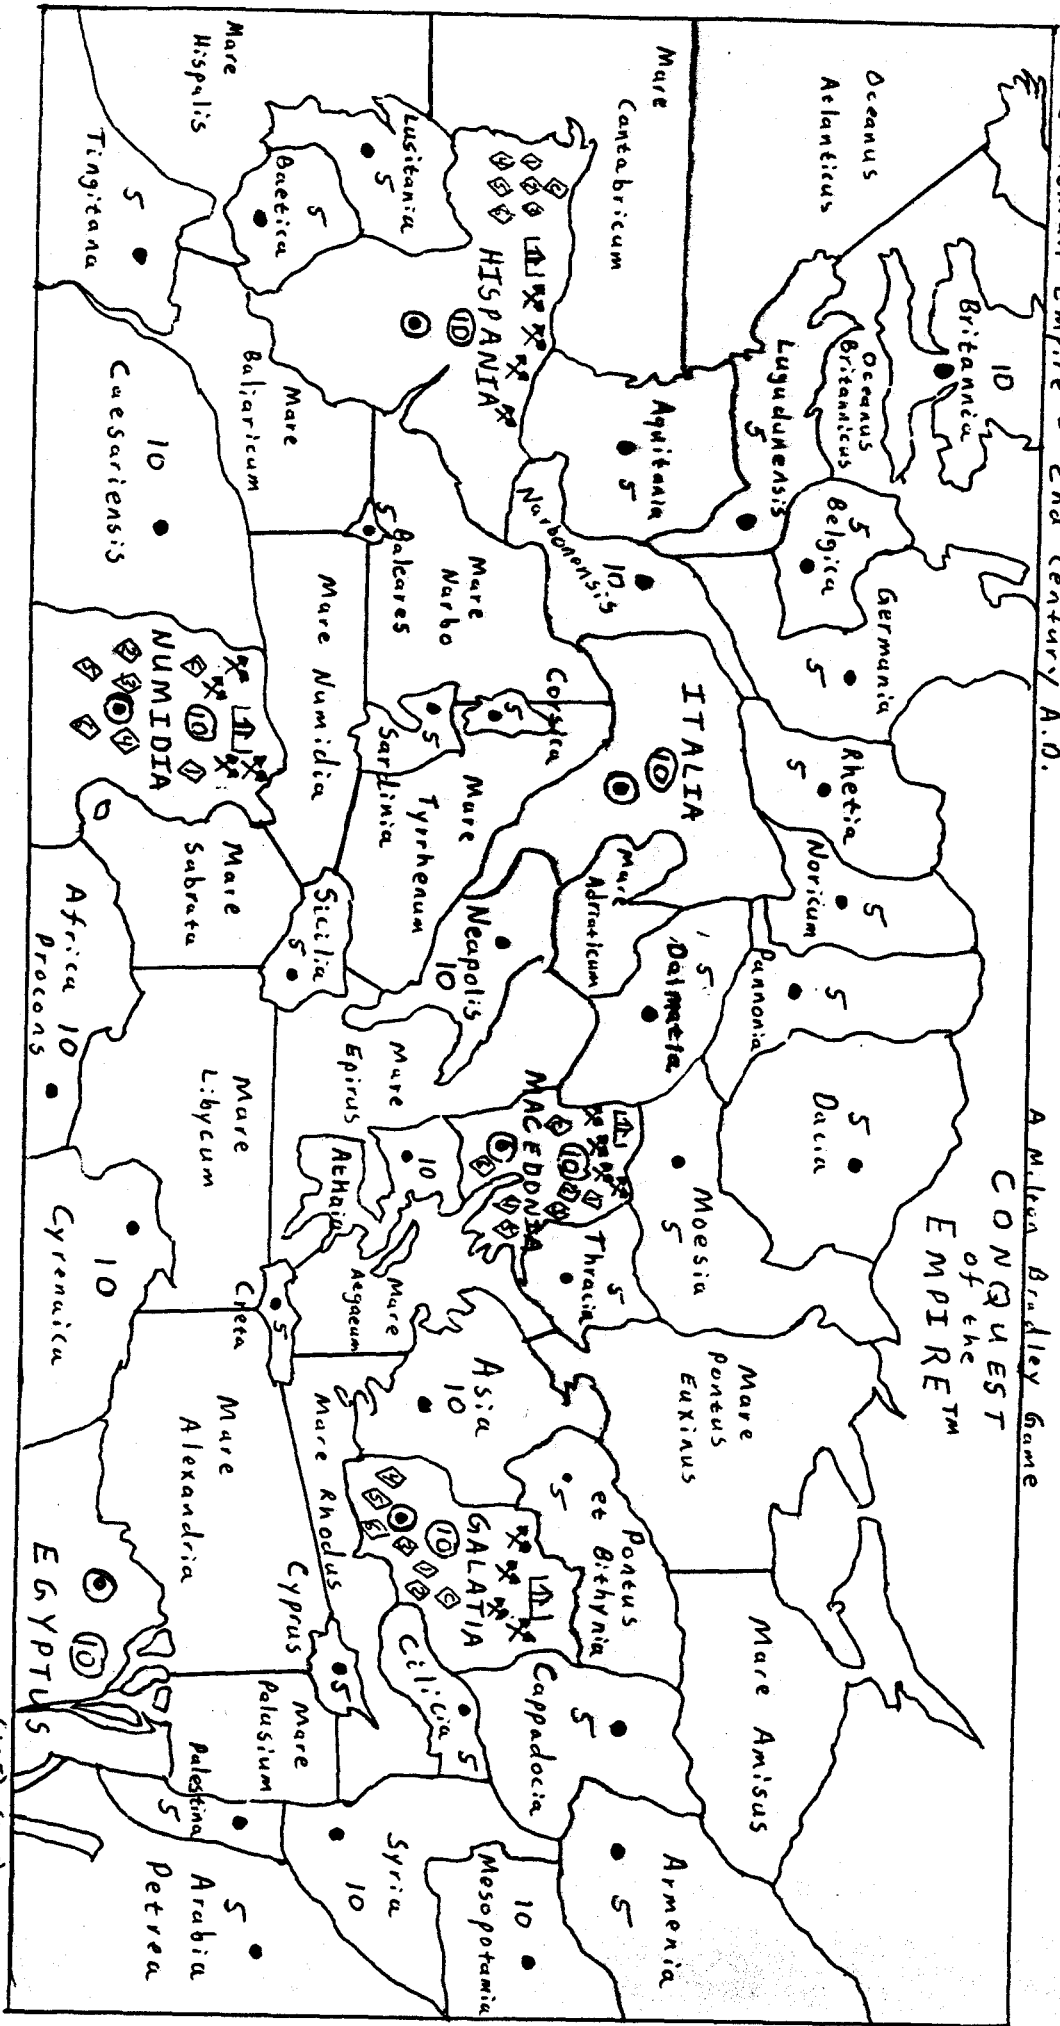 Empire 2nd Century A.D.
A Milton Bradley Game
CONQUEST
of the
EMPIRE™
Oceanus
Atlanticus
10
Britannia
Oceanus
Britannicus
Mare
Cantabricum
Lugudunensis
5
5
Belgica
Germania
5
Aquitania
5
Narbonensis
10
Rhetia
5
Noricum
5
Pannonia
5
Dacia
5
Dalmatia
5
Moesia
5
Mare
Pontus
Euxinus
Mare Amisus
Armenia
5
Mare
Hispalis
Lusitania
5
Baetica
5
HISPANIA
10
ITALIA
10
Mare
Adriaticum
Neapolis
10
MACEDONIA
10
Thracia
5
Pontus
et Bithynia
5
Asia
10
GALATIA
10
Cappadocia
5
Cilicia
5
Mesopotamia
10
Syria
10
Mare
Narbo
Corsica
5
Sardinia
5
Baleares
5
Mare
Baliaricum
Mare Numidia
Mare
Tyrrhenum
Sicilia
5
Mare
Epirus
10
Athaia
Mare
Aegaeum
Creta
5
Mare Rhodus
Cyprus
5
Mare
Palusium
Palestina
5
5
Arabia
Petrea
Tingitana
5
10
Caesariensis
NUMIDIA
10
Mare
Sabrata
Africa 10
Procons
Mare
Libycum
10
Cyrenaica
Mare
Alexandria
EGYPTUS
10